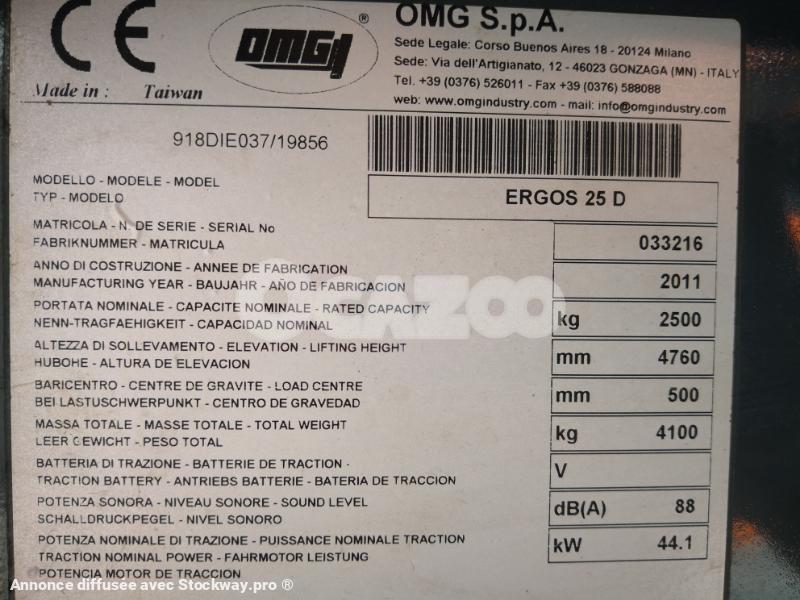 CE
OMG ®
OMG S.p.A.
Sede Legale: Corso Buenos Aires 18 - 20124 Milano
Sede: Via dell'Artigianato, 12 - 46023 GONZAGA (MN) - ITALY
Tel. +39 (0376) 526011 - Fax +39 (0376) 588088
web: www.omgindustry.com - mail: info@omgindustry.com
Made in : Taiwan
918DIE037/19856
MODELLO - MODELE - MODEL
TYP - MODELO
ERGOS 25 D
MATRICOLA - N. DE SERIE - SERIAL No
FABRIKNUMMER - MATRICULA
033216
ANNO DI COSTRUZIONE - ANNEE DE FABRICATION
MANUFACTURING YEAR - BAUJAHR - AÑO DE FABRICACION
2011
PORTATA NOMINALE - CAPACITE NOMINALE - RATED CAPACITY
NENN-TRAGFAEHIGKEIT - CAPACIDAD NOMINAL
kg 2500
ALTEZZA DI SOLLEVAMENTO - ELEVATION - LIFTING HEIGHT
HUBOHE - ALTURA DE ELEVACION
mm 4760
BARICENTRO - CENTRE DE GRAVITE - LOAD CENTRE
BEI LASTUSCHWERPUNKT - CENTRO DE GRAVEDAD
mm 500
MASSA TOTALE - MASSE TOTALE - TOTAL WEIGHT
LEER GEWICHT - PESO TOTAL
kg 4100
BATTERIA DI TRAZIONE - BATTERIE DE TRACTION -
TRACTION BATTERY - ANTRIEBS BATTERIE - BATERIA DE TRACCION
V
POTENZA SONORA - NIVEAU SONORE - SOUND LEVEL
SCHALLDRUCKPEGEL - NIVEL SONORO
dB(A) 88
POTENZA NOMINALE DI TRAZIONE - PUISSANCE NOMINALE TRACTION
TRACTION NOMINAL POWER - FAHRMOTOR LEISTUNG
POTENCIA MOTOR DE TRACCION
kW 44.1
OCAZOO
Annonce diffusée avec Stockway.pro ®